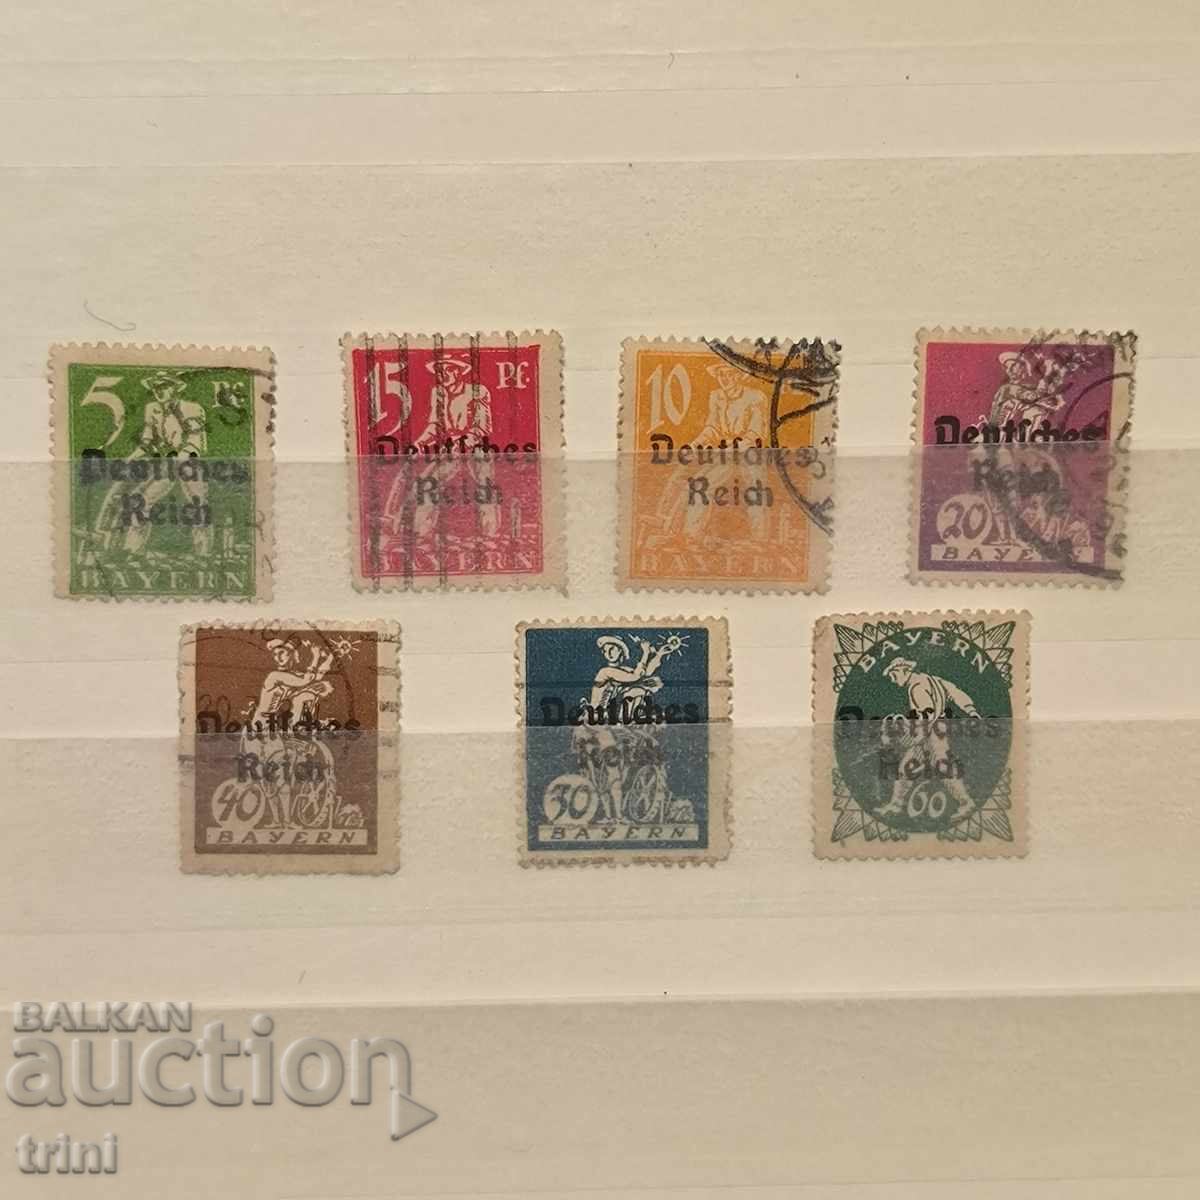 5 Pf.
Deutsches
Reich
BAYERN
15 Pf.
Deutsches
Reich
BAYERN
10
Deutsches
Reich
Pf.
BAYERN
Deutsches
Reich
20
BAYERN
Deutsches
Reich
40
BAYERN
Deutsches
Reich
30
BAYERN
BAYERN
Deutsches
Reich
60
BALKAN
auction
trini